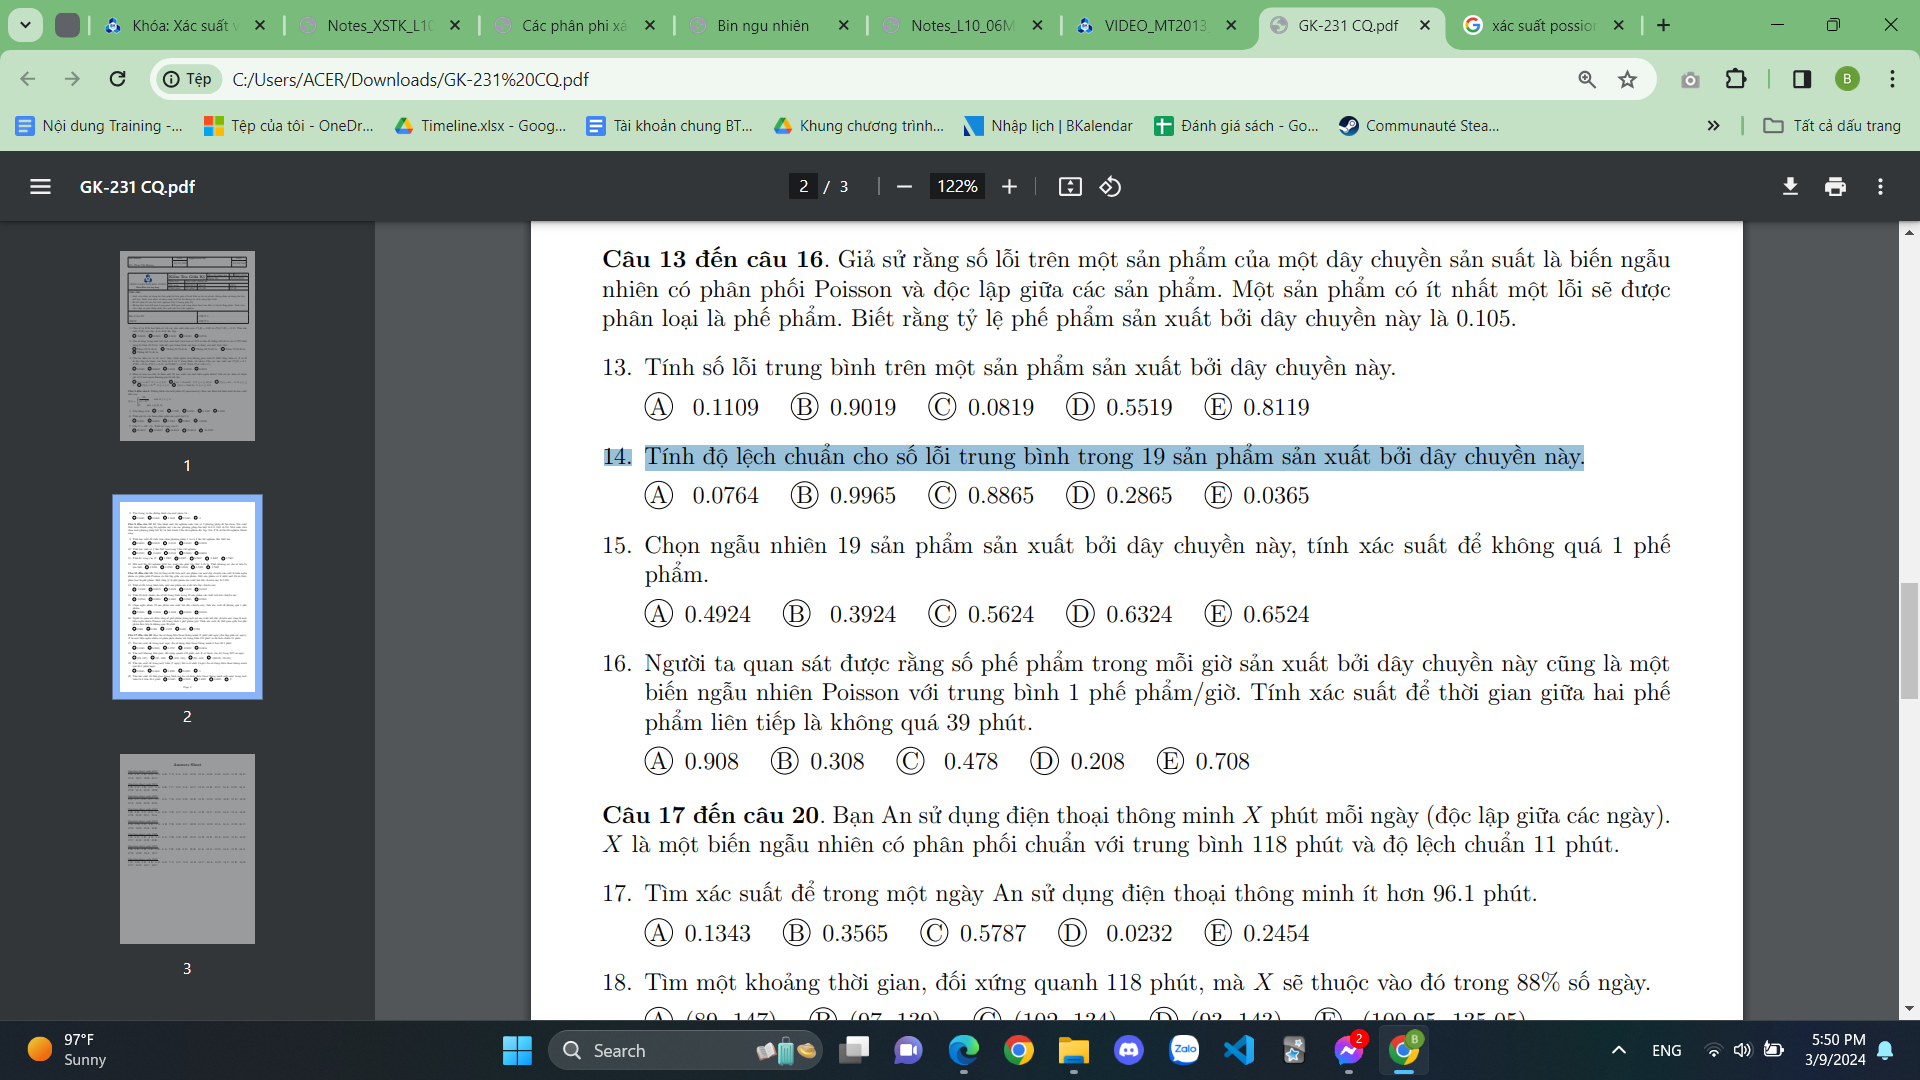 Khóa: Xác suất v
Notes_XSTK_L10
Các phân phi xá
Bin ngu nhiên
Notes_L10_06M
VIDEO_MT2013_
GK-231 CQ.pdf
xác suất possion
Tệp
C:/Users/ACER/Downloads/GK-231%20CQ.pdf
B
Nội dung Training -...
Tệp của tôi - OneDr...
Timeline.xlsx - Goog...
Tài khoản chung BT...
Khung chương trình...
Nhập lịch | BKalendar
Đánh giá sách - Go...
Communauté Stea...
»
Tất cả dấu trang
GK-231 CQ.pdf
2 / 3
122%
1
2
3
Câu 13 đến câu 16. Giả sử rằng số lỗi trên một sản phẩm của một dây chuyền sản suất là biến ngẫu
nhiên có phân phối Poisson và độc lập giữa các sản phẩm. Một sản phẩm có ít nhất một lỗi sẽ được
phân loại là phế phẩm. Biết rằng tỷ lệ phế phẩm sản xuất bởi dây chuyền này là 0.105.
13. Tính số lỗi trung bình trên một sản phẩm sản xuất bởi dây chuyền này.
A 0.1109 B 0.9019 C 0.0819 D 0.5519 E 0.8119
14. Tính độ lệch chuẩn cho số lỗi trung bình trong 19 sản phẩm sản xuất bởi dây chuyền này.
A 0.0764 B 0.9965 C 0.8865 D 0.2865 E 0.0365
15. Chọn ngẫu nhiên 19 sản phẩm sản xuất bởi dây chuyền này, tính xác suất để không quá 1 phế
phẩm.
A 0.4924 B 0.3924 C 0.5624 D 0.6324 E 0.6524
16. Người ta quan sát được rằng số phế phẩm trong mỗi giờ sản xuất bởi dây chuyền này cũng là một
biến ngẫu nhiên Poisson với trung bình 1 phế phẩm/giờ. Tính xác suất để thời gian giữa hai phế
phẩm liên tiếp là không quá 39 phút.
A 0.908 B 0.308 C 0.478 D 0.208 E 0.708
Câu 17 đến câu 20. Bạn An sử dụng điện thoại thông minh X phút mỗi ngày (độc lập giữa các ngày).
X là một biến ngẫu nhiên có phân phối chuẩn với trung bình 118 phút và độ lệch chuẩn 11 phút.
17. Tìm xác suất để trong một ngày An sử dụng điện thoại thông minh ít hơn 96.1 phút.
A 0.1343 B 0.3565 C 0.5787 D 0.0232 E 0.2454
18. Tìm một khoảng thời gian, đối xứng quanh 118 phút, mà X sẽ thuộc vào đó trong 88% số ngày.
97°F
Sunny
Search
Zalo
2
B
ENG
5:50 PM
3/9/2024